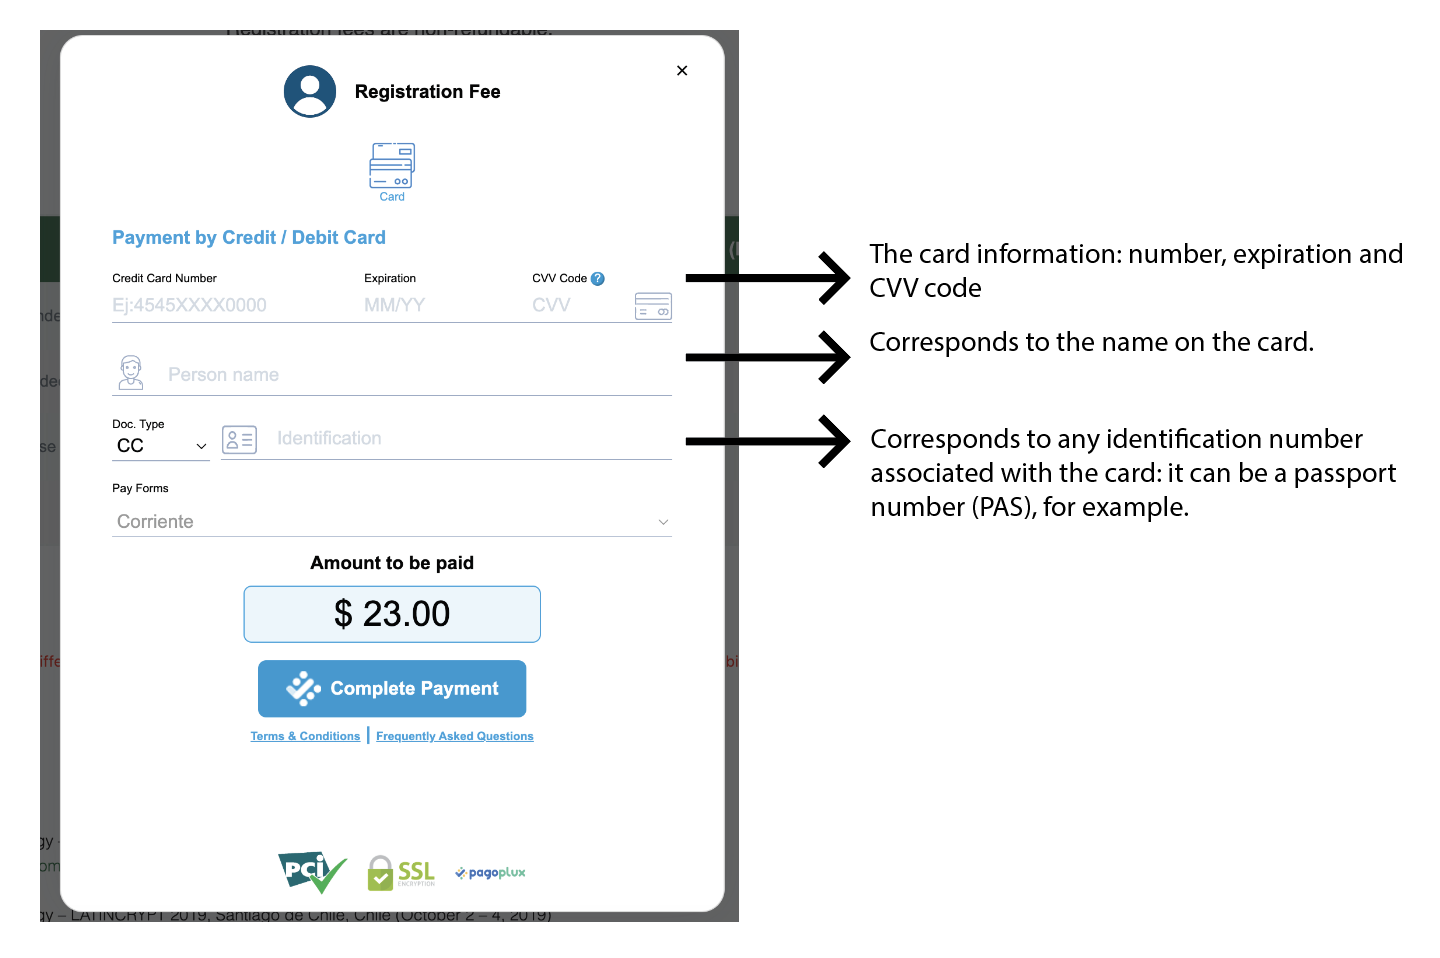 Registration fees are non-refundable.
×
Registration Fee
Card
Payment by Credit / Debit Card
Credit Card Number Expiration CVV Code ?
Ej:4545XXXX0000 MM/YY CVV
Person name
Doc. Type
CC Identification
Pay Forms
Corriente
Amount to be paid
$ 23.00
Complete Payment
Terms & Conditions | Frequently Asked Questions
PCi SSL pagoplux
ENCRYPTION
gy – LATINCRYPT 2019, Santiago de Chile, Chile (October 2 – 4, 2019)
The card information: number, expiration and
CVV code
Corresponds to the name on the card.
Corresponds to any identification number
associated with the card: it can be a passport
number (PAS), for example.